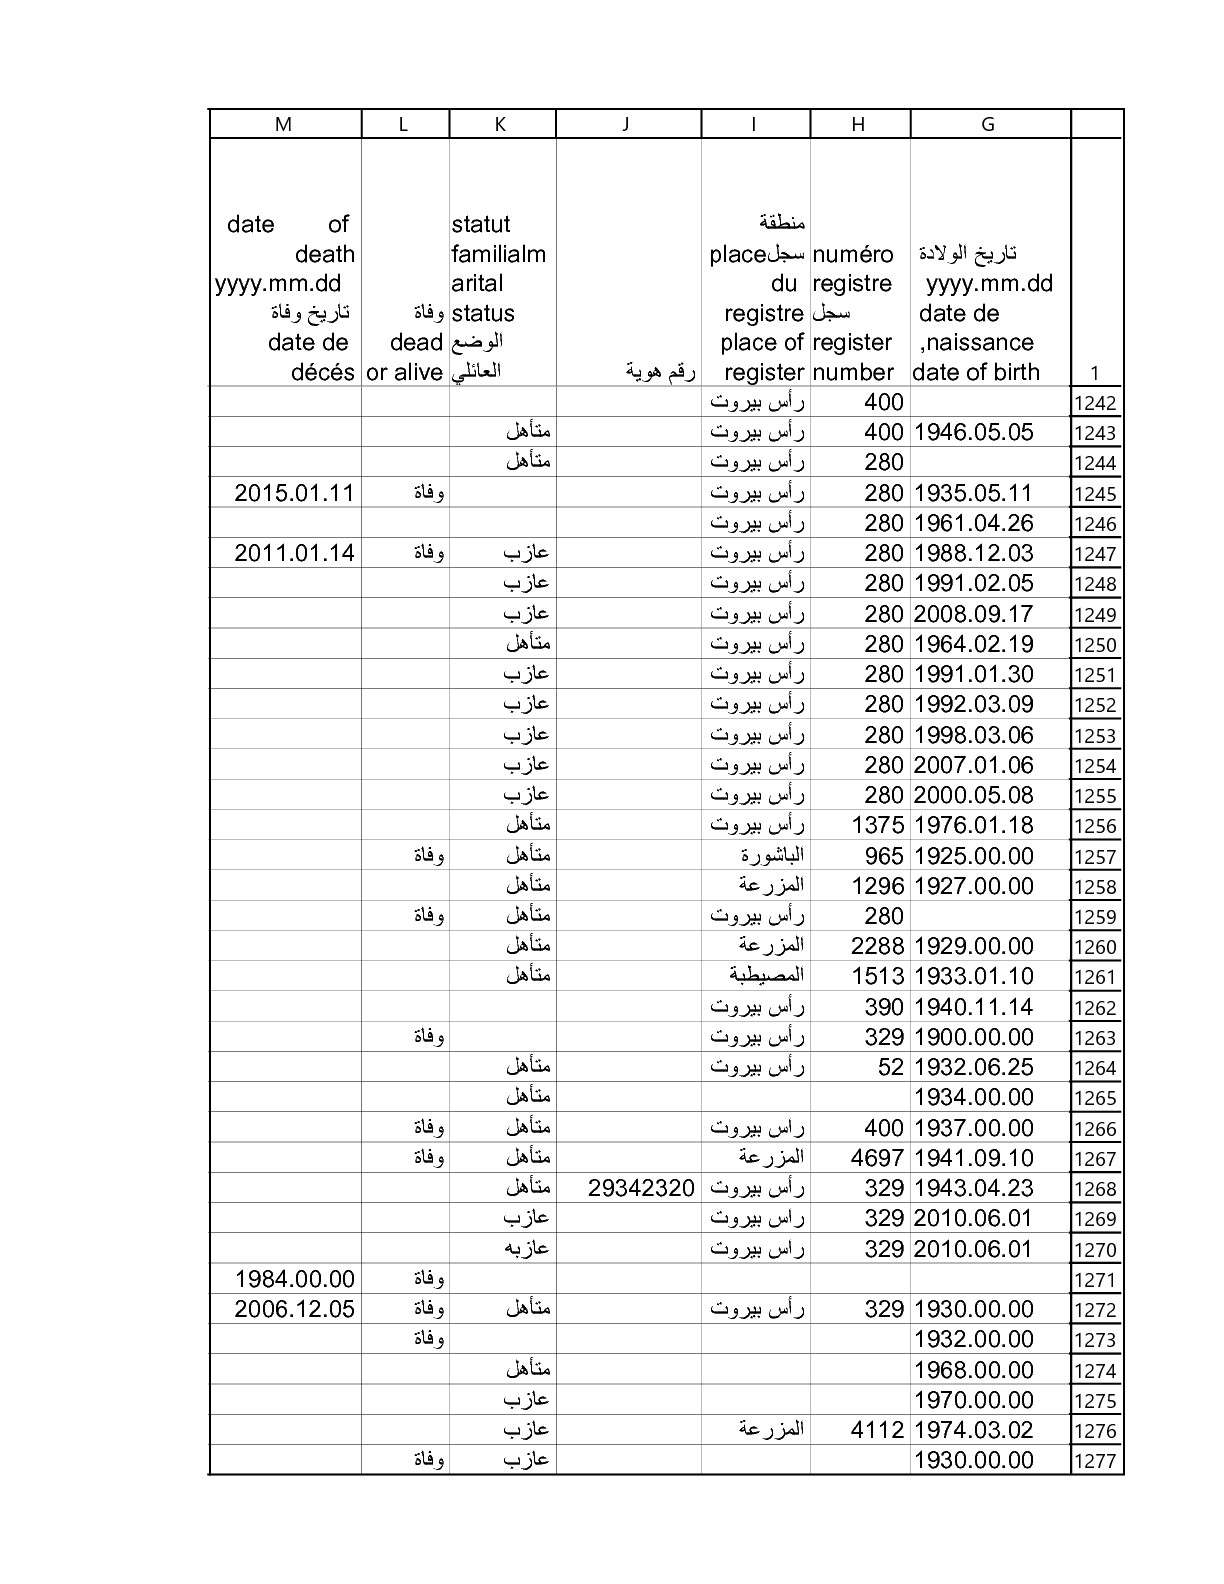 M L K J I H G
date of death yyyy.mm.dd تاريخ وفاة date de décés
وفاة dead or alive
statut familialm arital status الوضع العائلي
رقم هوية
منطقة سجل place du registre place of register
numéro registre سجل register number
تاريخ الولادة yyyy.mm.dd date de naissance, date of birth
1
رأس بيروت 400 1242
متأهل رأس بيروت 400 1946.05.05 1243
متأهل رأس بيروت 280 1244
2015.01.11 وفاة رأس بيروت 280 1935.05.11 1245
رأس بيروت 280 1961.04.26 1246
2011.01.14 وفاة عازب رأس بيروت 280 1988.12.03 1247
عازب رأس بيروت 280 1991.02.05 1248
عازب رأس بيروت 280 2008.09.17 1249
متأهل رأس بيروت 280 1964.02.19 1250
عازب رأس بيروت 280 1991.01.30 1251
عازب رأس بيروت 280 1992.03.09 1252
عازب رأس بيروت 280 1998.03.06 1253
عازب رأس بيروت 280 2007.01.06 1254
عازب رأس بيروت 280 2000.05.08 1255
متأهل رأس بيروت 1375 1976.01.18 1256
وفاة متأهل الباشورة 965 1925.00.00 1257
متأهل المزرعة 1296 1927.00.00 1258
وفاة متأهل رأس بيروت 280 1259
متأهل المزرعة 2288 1929.00.00 1260
متأهل المصيطبة 1513 1933.01.10 1261
رأس بيروت 390 1940.11.14 1262
وفاة رأس بيروت 329 1900.00.00 1263
متأهل رأس بيروت 52 1932.06.25 1264
متأهل 1934.00.00 1265
وفاة متأهل راس بيروت 400 1937.00.00 1266
وفاة متأهل المزرعة 4697 1941.09.10 1267
متأهل 29342320 رأس بيروت 329 1943.04.23 1268
عازب راس بيروت 329 2010.06.01 1269
عازبه راس بيروت 329 2010.06.01 1270
1984.00.00 وفاة 1271
2006.12.05 وفاة متأهل رأس بيروت 329 1930.00.00 1272
وفاة 1932.00.00 1273
متأهل 1968.00.00 1274
عازب 1970.00.00 1275
عازب المزرعة 4112 1974.03.02 1276
وفاة عازب 1930.00.00 1277